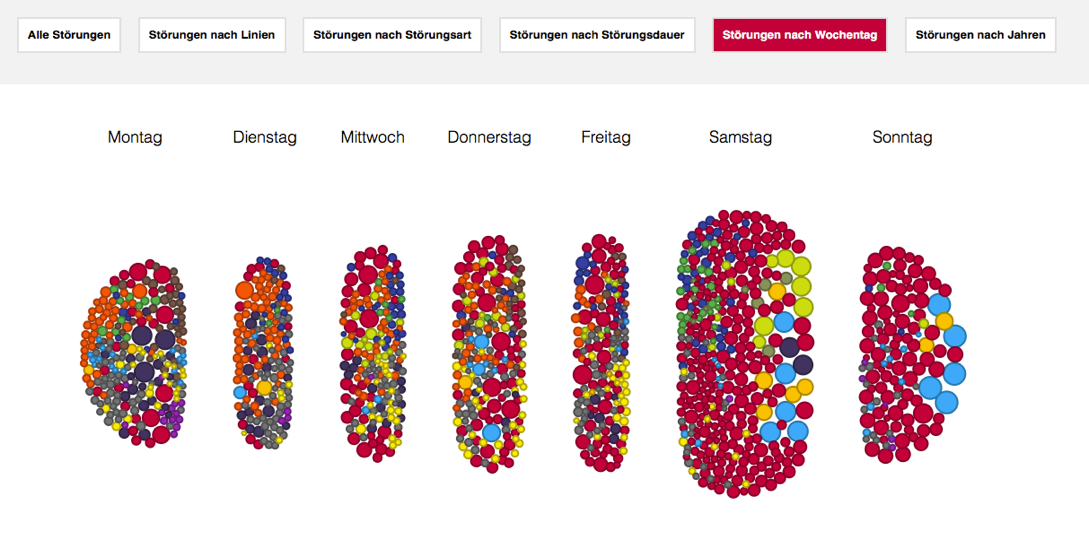 Alle Störungen Störungen nach Linien Störungen nach Störungsart Störungen nach Störungsdauer Störungen nach Wochentag Störungen nach Jahren
Montag Dienstag Mittwoch Donnerstag Freitag Samstag Sonntag